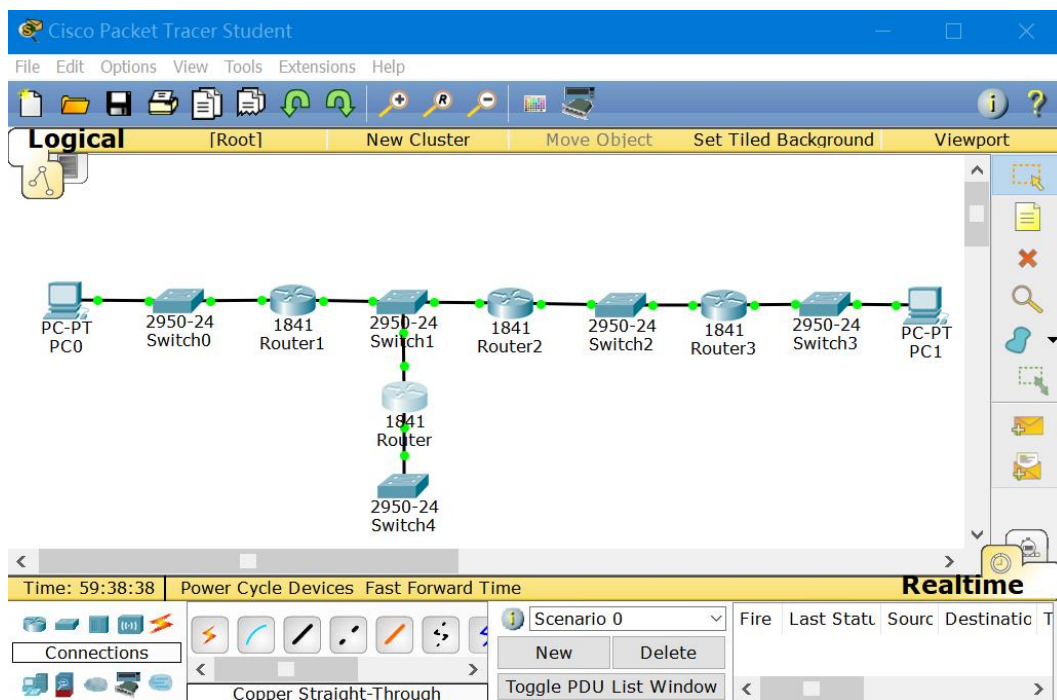 Cisco Packet Tracer Student
File Edit Options View Tools Extensions Help
Logical [Root] New Cluster Move Object Set Tiled Background Viewport
PC-PT
PC0
2950-24
Switch0
1841
Router1
2950-24
Switch1
1841
Router2
2950-24
Switch2
1841
Router3
2950-24
Switch3
PC-PT
PC1
1841
Router
2950-24
Switch4
Time: 59:38:38 Power Cycle Devices Fast Forward Time Realtime
Scenario 0
Fire Last Statu Sourc Destinatio T
Connections
New Delete
Toggle PDU List Window
Copper Straight-Through